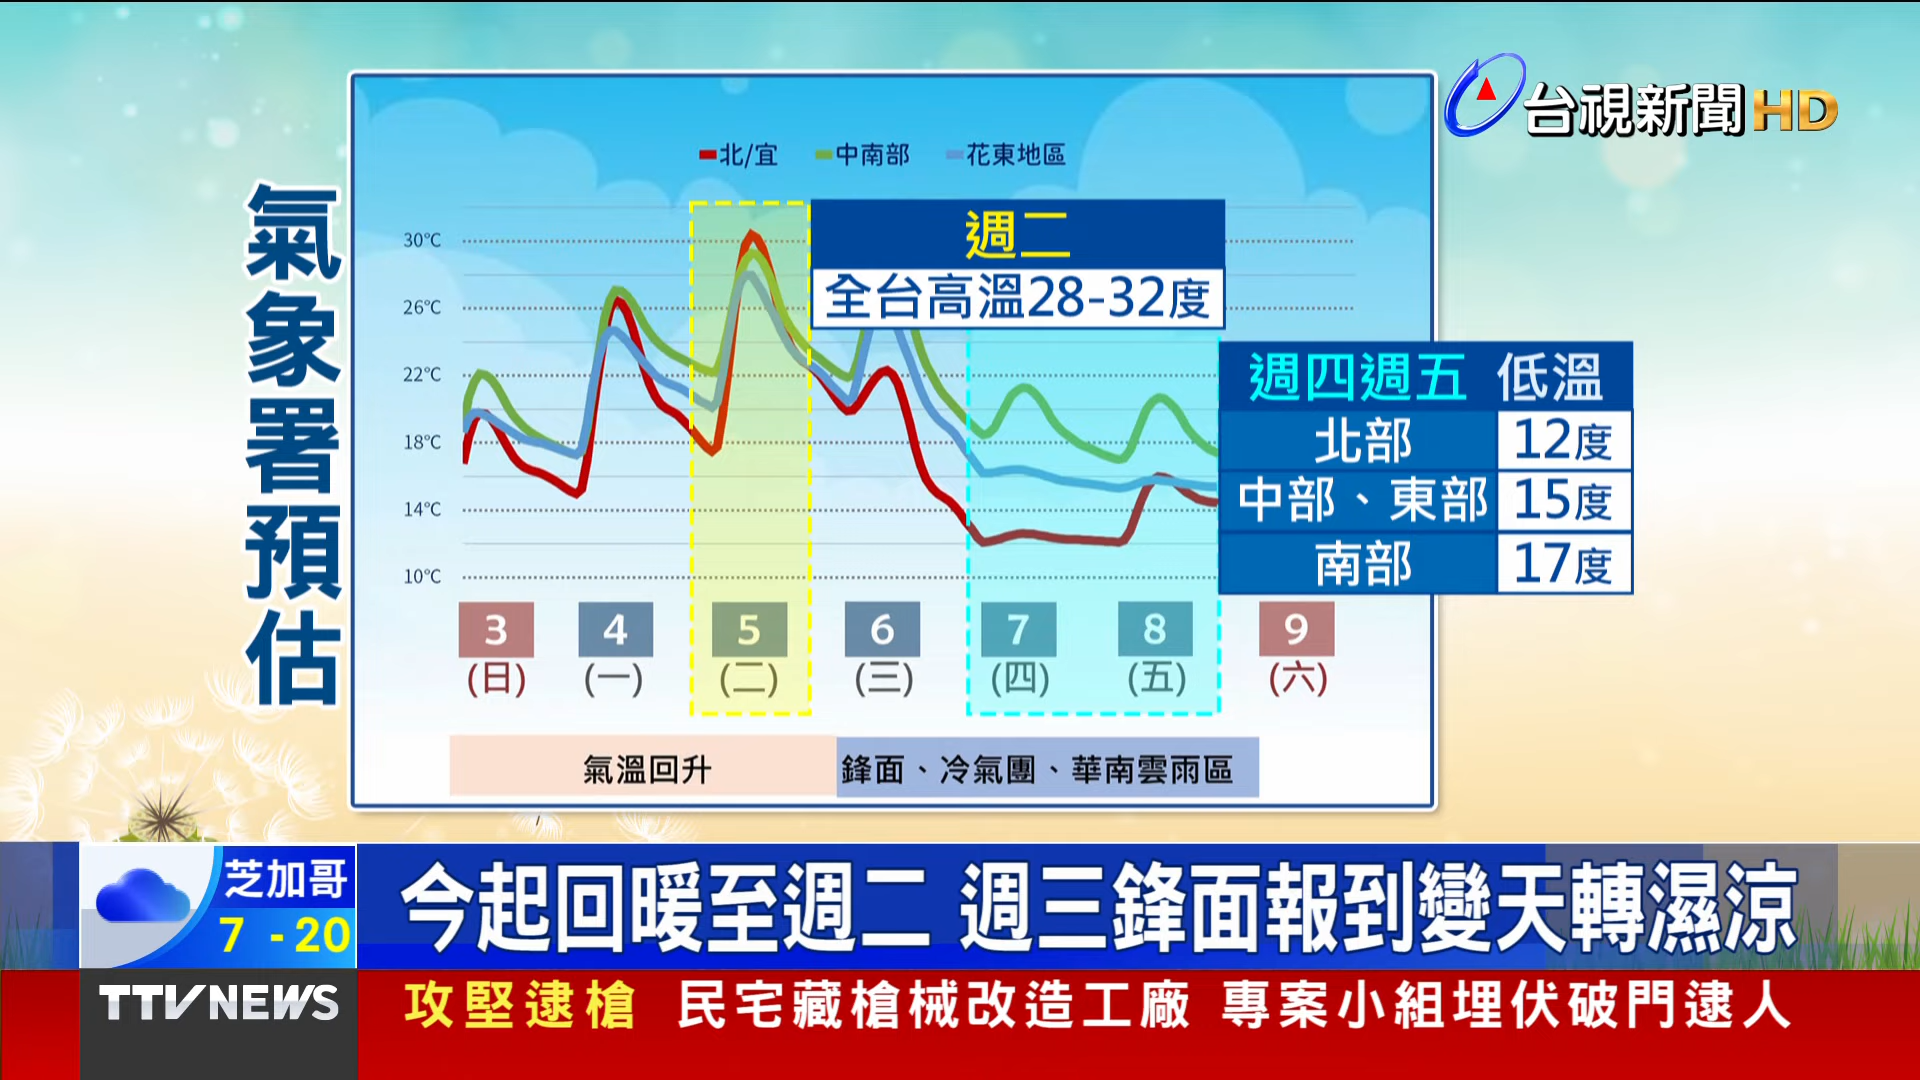 台視新聞HD
氣象署預估
北/宜 中南部 花東地區
30°C
26°C
22°C
18°C
14°C
10°C
週二
全台高溫28-32度
週四週五 低溫
北部 12度
中部、東部 15度
南部 17度
3 4 5 6 7 8 9
(日) (一) (二) (三) (四) (五) (六)
氣溫回升 鋒面、冷氣團、華南雲雨區
芝加哥
7 - 20
今起回暖至週二 週三鋒面報到變天轉濕涼
TTV NEWS
攻堅逮槍 民宅藏槍械改造工廠 專案小組埋伏破門逮人